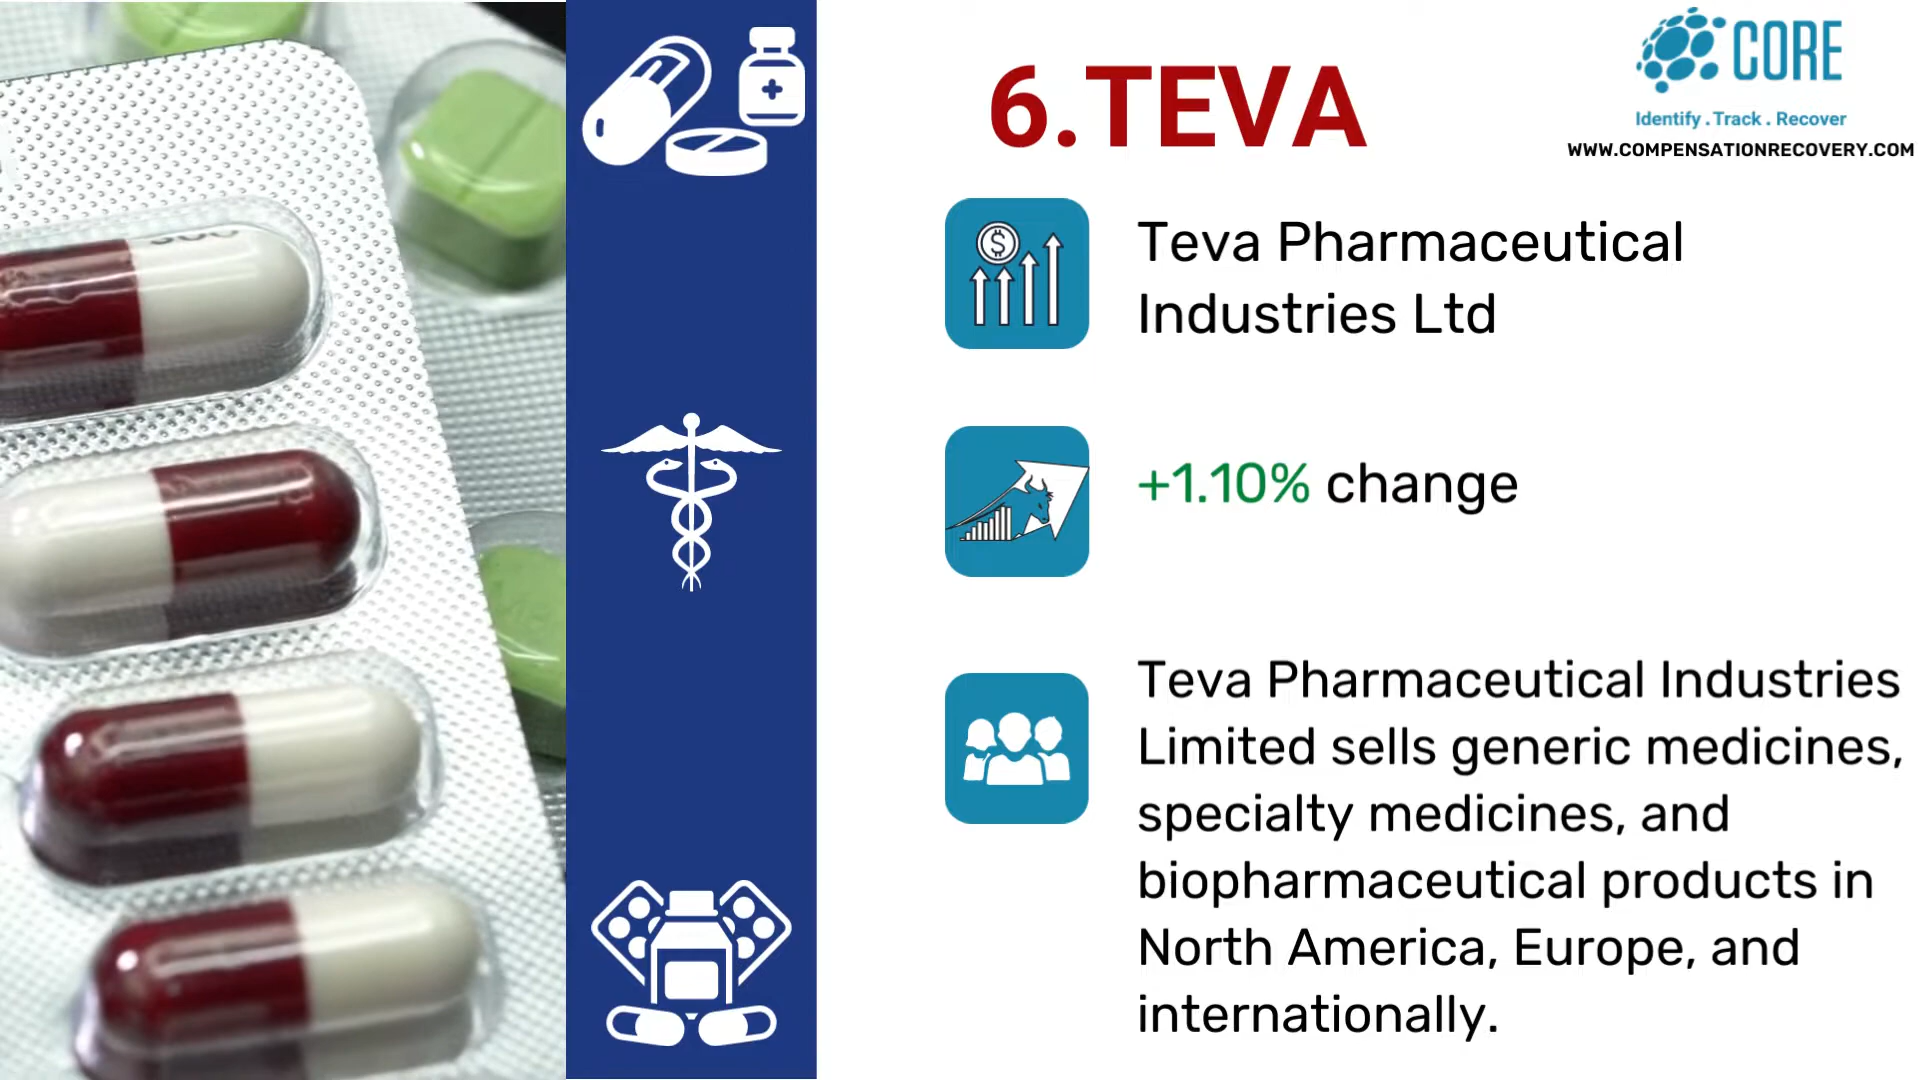 6.TEVA
CORE
Identify . Track . Recover
WWW.COMPENSATIONRECOVERY.COM
Teva Pharmaceutical
Industries Ltd
+1.10% change
Teva Pharmaceutical Industries
Limited sells generic medicines,
specialty medicines, and
biopharmaceutical products in
North America, Europe, and
internationally.